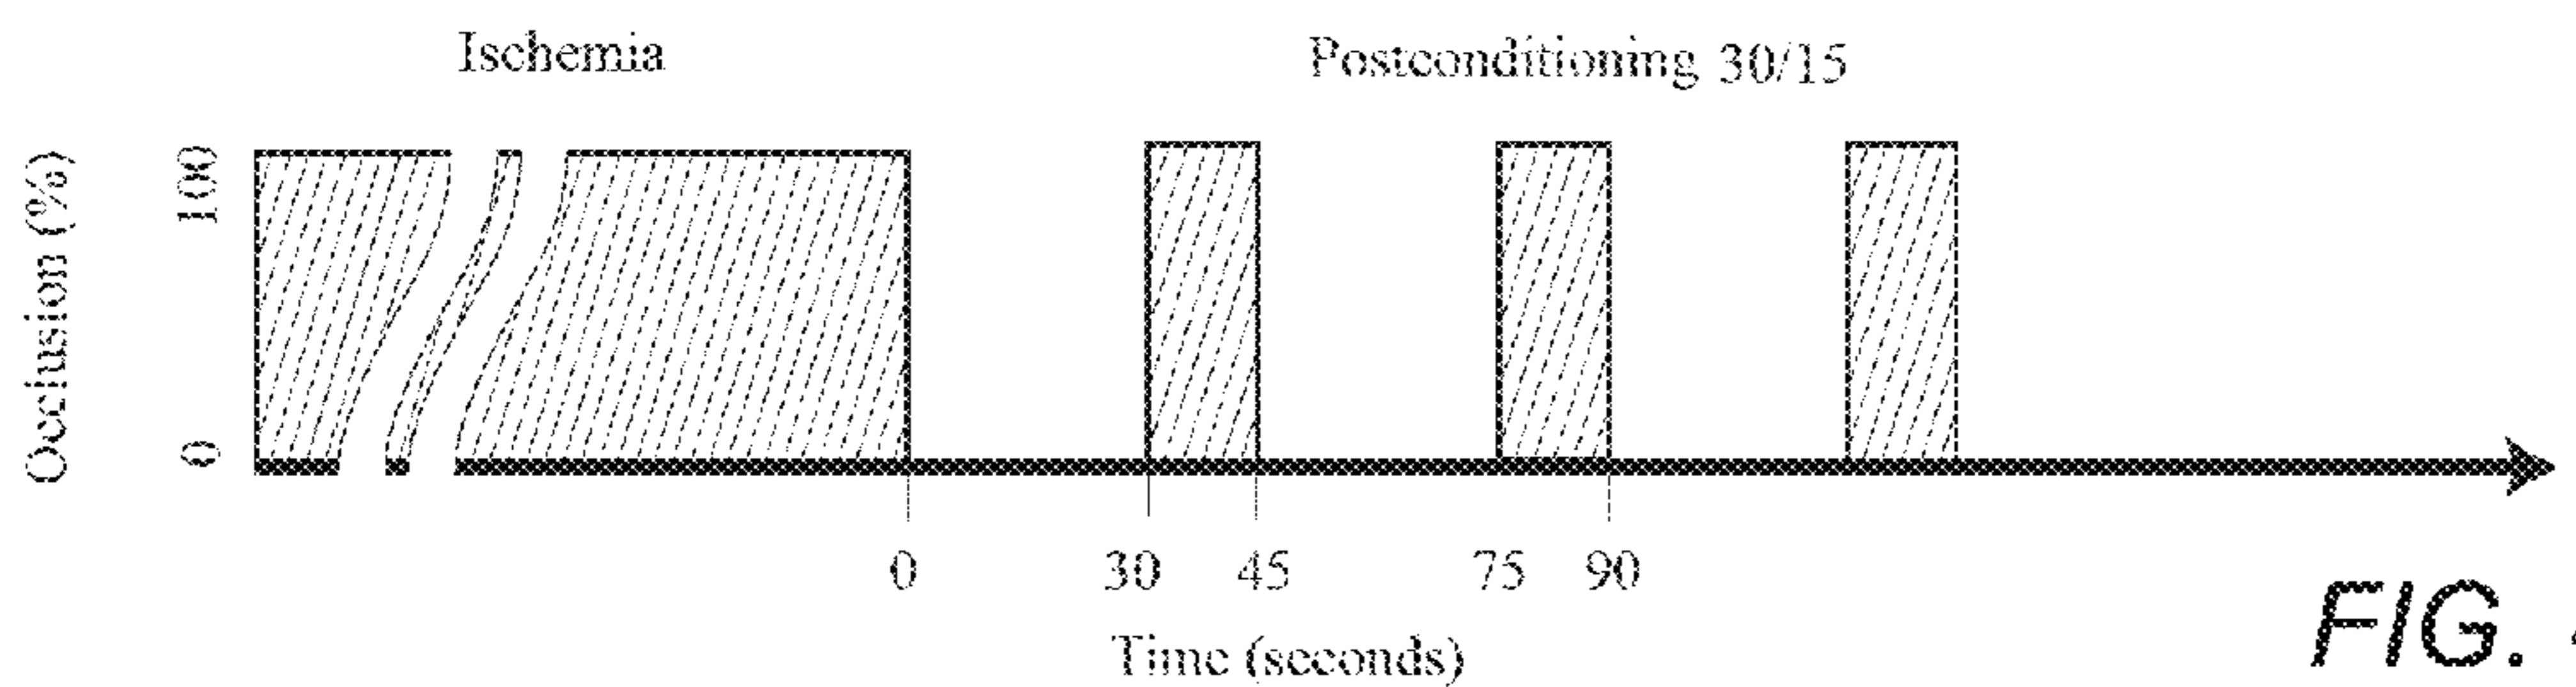 Ischemia
Postconditioning 30/15
Occlusion (%)
100
0
0 30 45 75 90
Time (seconds)
FIG.